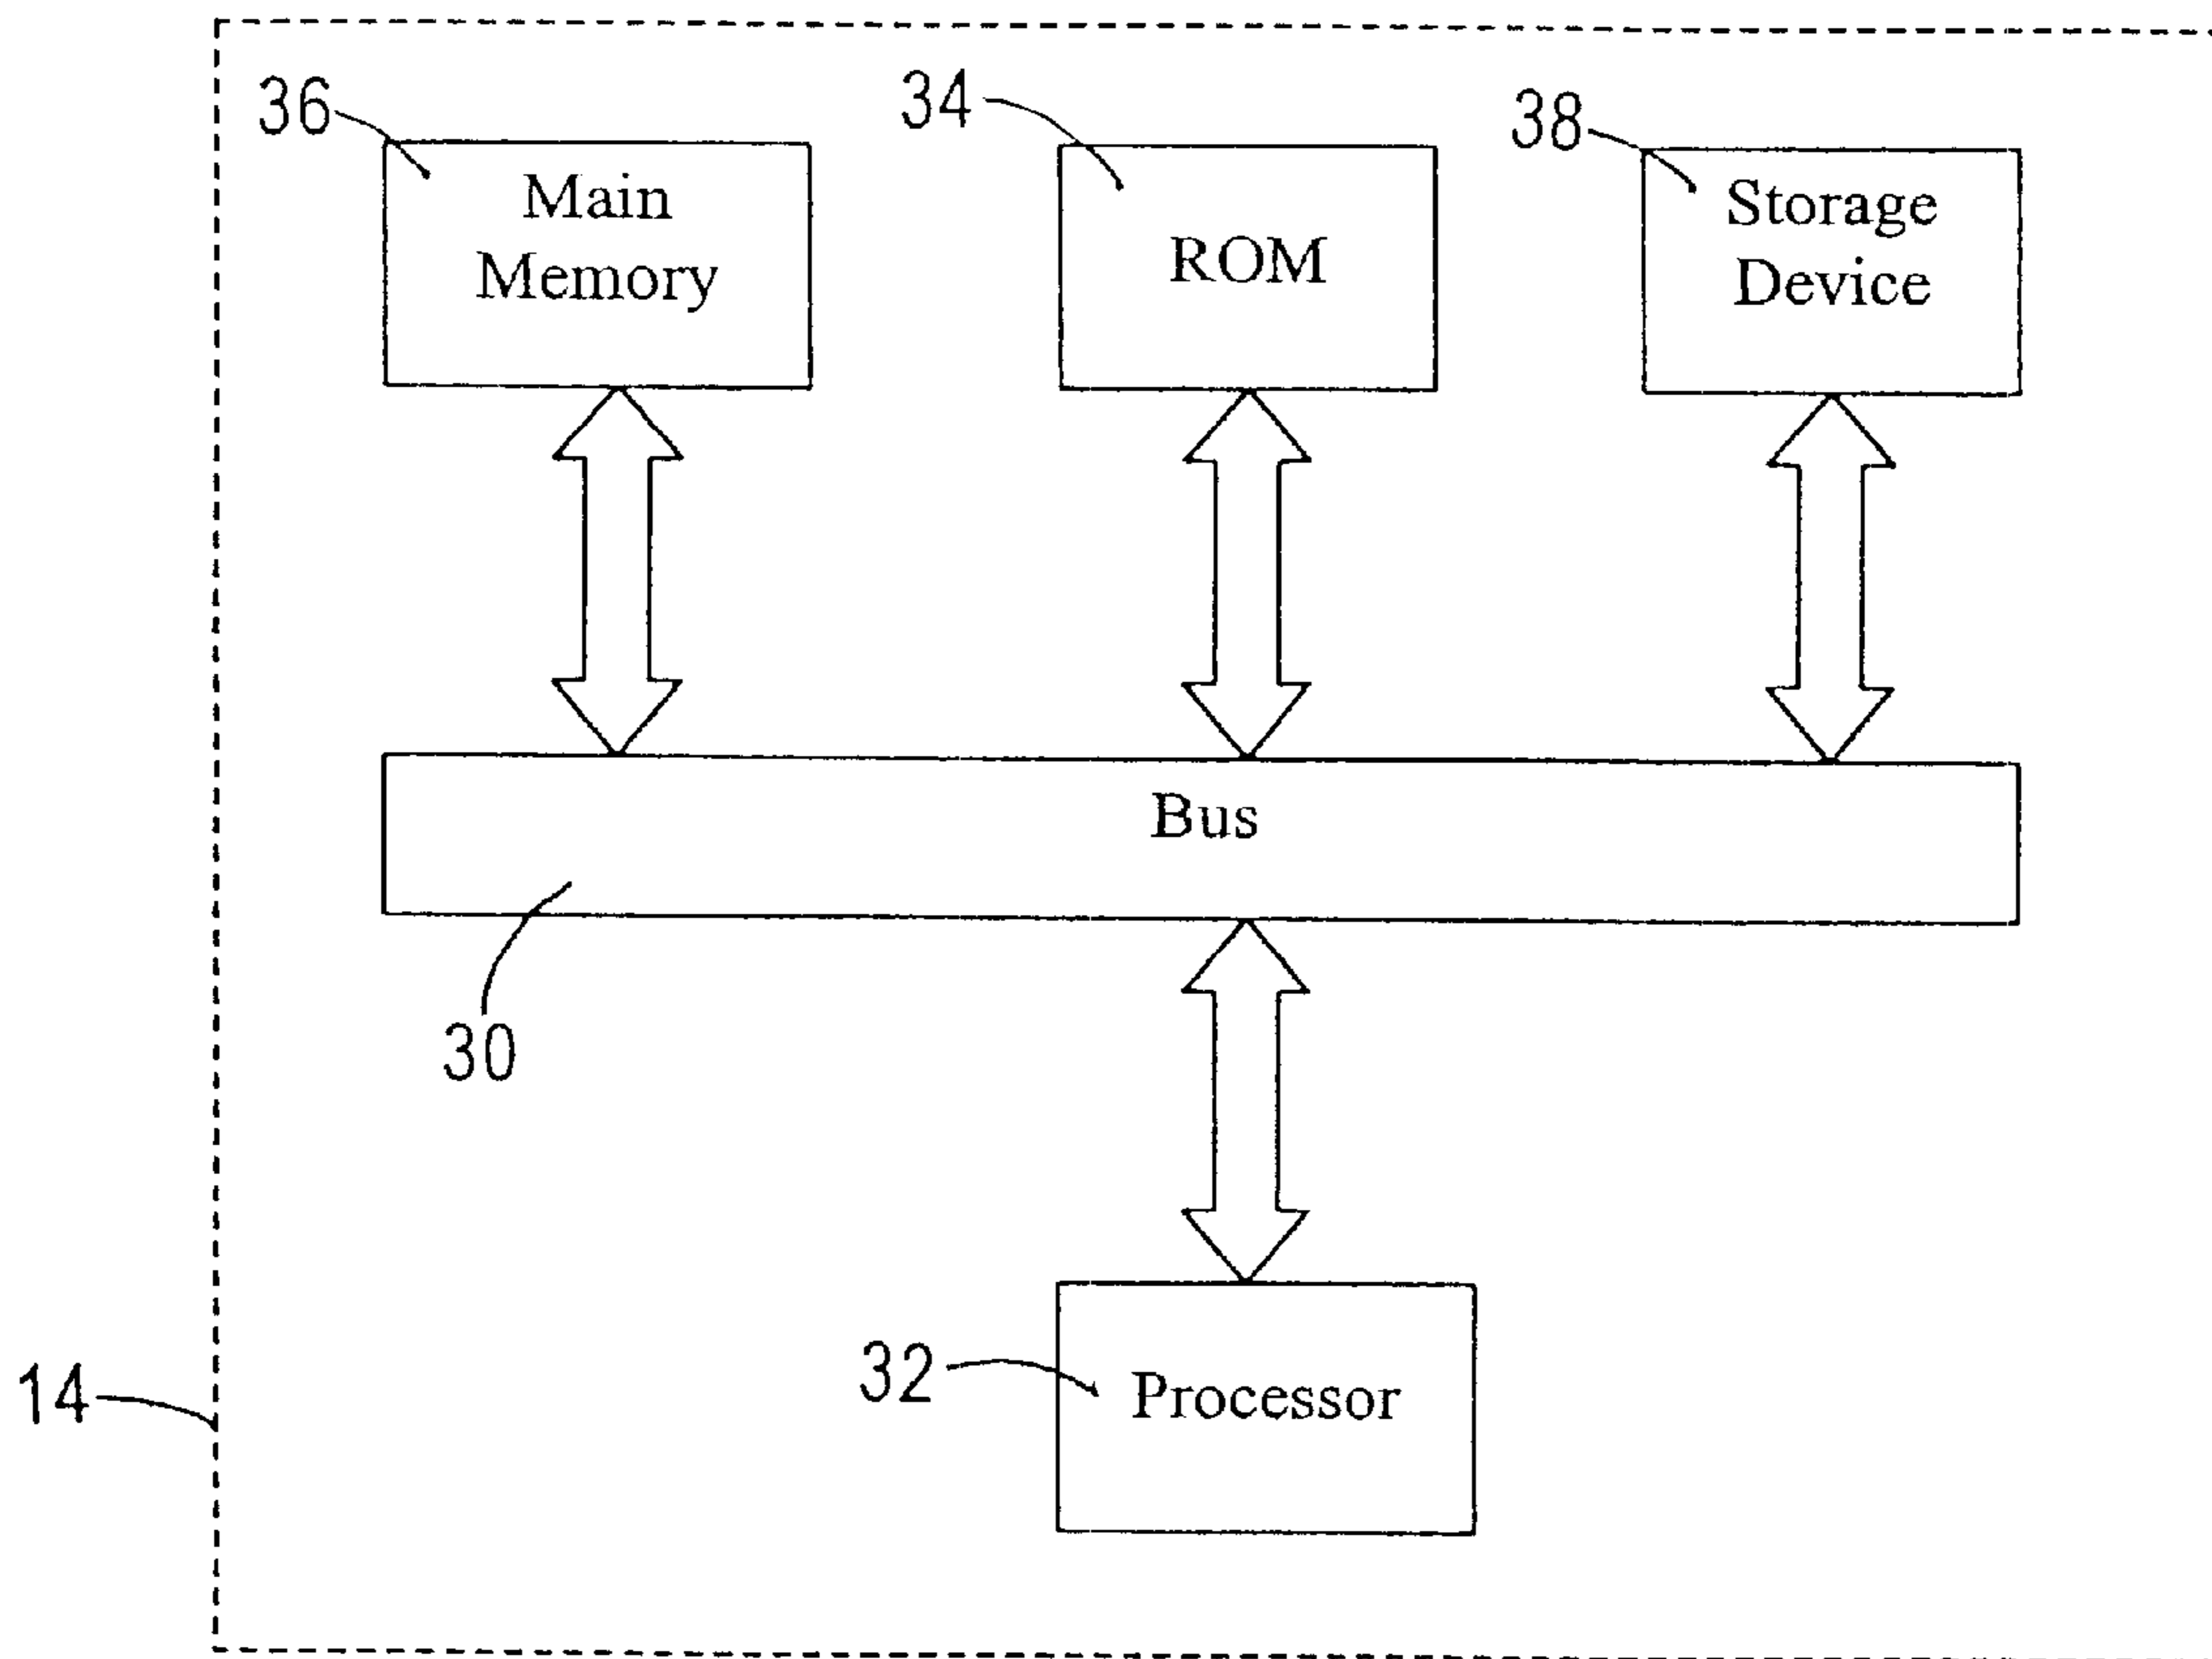 36
34
38
Main
Memory
ROM
Storage
Device
Bus
30
32
Processor
14